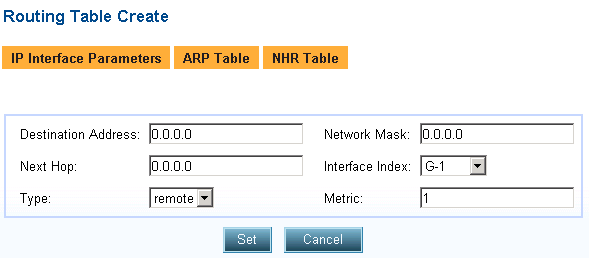 Routing Table Create
IP Interface Parameters ARP Table NHR Table
Destination Address: 0.0.0.0 Network Mask: 0.0.0.0
Next Hop: 0.0.0.0 Interface Index: G-1
Type: remote Metric: 1
Set Cancel